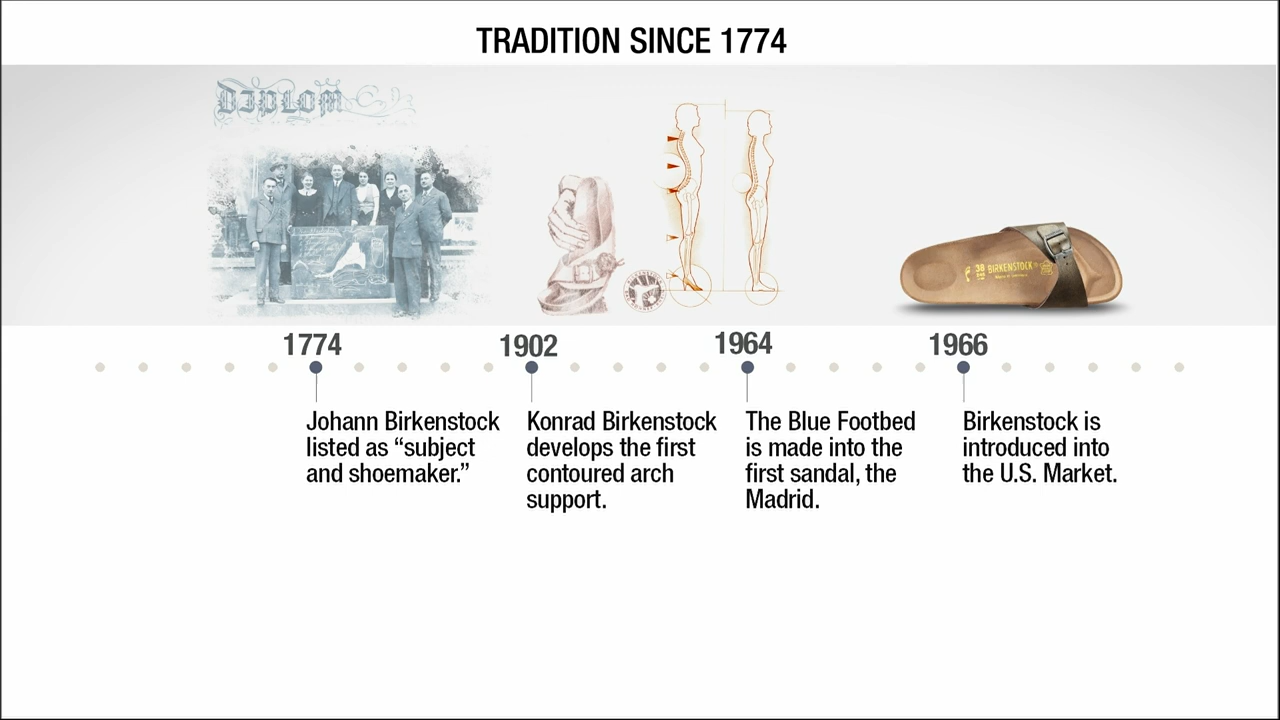 TRADITION SINCE 1774
Diplom
38
BIRKENSTOCK
1774
1902
1964
1966
Johann Birkenstock
listed as “subject
and shoemaker.”
Konrad Birkenstock
develops the first
contoured arch
support.
The Blue Footbed
is made into the
first sandal, the
Madrid.
Birkenstock is
introduced into
the U.S. Market.